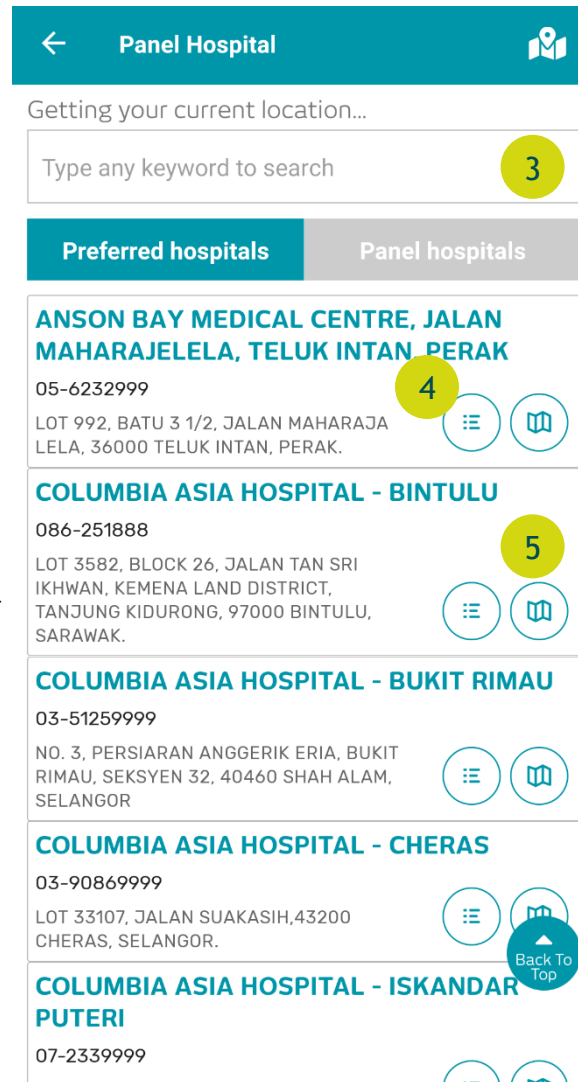 Panel Hospital
Getting your current location...
Type any keyword to search
3
Preferred hospitals
Panel hospitals
ANSON BAY MEDICAL CENTRE, JALAN
MAHARAJELELA, TELUK INTAN, PERAK
05-6232999
4
LOT 992, BATU 3 1/2, JALAN MAHARAJA
LELA, 36000 TELUK INTAN, PERAK.
COLUMBIA ASIA HOSPITAL - BINTULU
086-251888
5
LOT 3582, BLOCK 26, JALAN TAN SRI
IKHWAN, KEMENA LAND DISTRICT,
TANJUNG KIDURONG, 97000 BINTULU,
SARAWAK.
COLUMBIA ASIA HOSPITAL - BUKIT RIMAU
03-51259999
NO. 3, PERSIARAN ANGGERIK ERIA, BUKIT
RIMAU, SEKSYEN 32, 40460 SHAH ALAM,
SELANGOR
COLUMBIA ASIA HOSPITAL - CHERAS
03-90869999
LOT 33107, JALAN SUAKASIH,43200
CHERAS, SELANGOR.
Back To
Top
COLUMBIA ASIA HOSPITAL - ISKANDAR
PUTERI
07-2339999